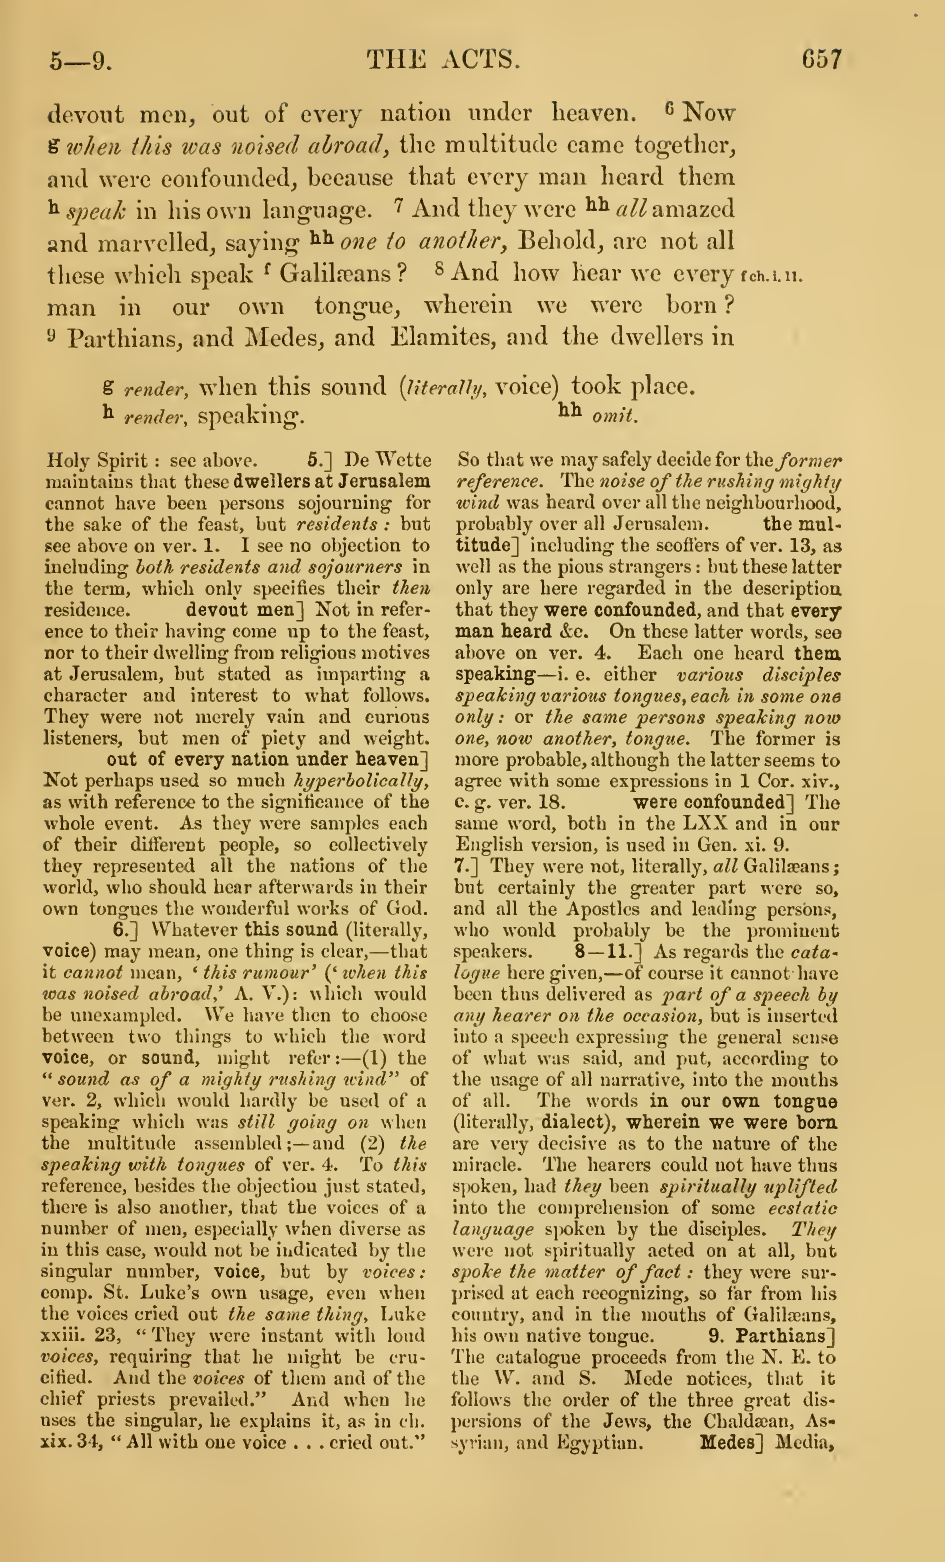 5—9.
THE ACTS.
657
devout men, out of every nation under heaven. 6 Now
g when this was noised abroad, the multitude came together,
and were confounded, because that every man heard them
h speak in his own language. 7 And they were hh all amazed
and marvelled, saying hh one to another, Behold, are not all
these which speak f Galilæans? 8 And how hear we every f ch. i. 11.
man in our own tongue, wherein we were born?
9 Parthians, and Medes, and Elamites, and the dwellers in
g render, when this sound (literally, voice) took place.
h render, speaking. hh omit.
Holy Spirit: see above. 5.] De Wette
maintains that these dwellers at Jerusalem
cannot have been persons sojourning for
the sake of the feast, but residents: but
see above on ver. 1. I see no objection to
including both residents and sojourners in
the term, which only specifies their then
residence. devout men] Not in refer-
ence to their having come up to the feast,
nor to their dwelling from religious motives
at Jerusalem, but stated as imparting a
character and interest to what follows.
They were not merely vain and curious
listeners, but men of piety and weight.
out of every nation under heaven]
Not perhaps used so much hyperbolically,
as with reference to the significance of the
whole event. As they were samples each
of their different people, so collectively
they represented all the nations of the
world, who should hear afterwards in their
own tongues the wonderful works of God.
6.] Whatever this sound (literally,
voice) may mean, one thing is clear,—that
it cannot mean, ‘this rumour’ (‘when this
was noised abroad,’ A. V.): which would
be unexampled. We have then to choose
between two things to which the word
voice, or sound, might refer:—(1) the
“sound as of a mighty rushing wind” of
ver. 2, which would hardly be used of a
speaking which was still going on when
the multitude assembled;—and (2) the
speaking with tongues of ver. 4. To this
reference, besides the objection just stated,
there is also another, that the voices of a
number of men, especially when diverse as
in this case, would not be indicated by the
singular number, voice, but by voices:
comp. St. Luke's own usage, even when
the voices cried out the same thing, Luke
xxiii. 23, “They were instant with loud
voices, requiring that he might be cru-
cified. And the voices of them and of the
chief priests prevailed.” And when he
uses the singular, he explains it, as in ch.
xix. 34, “All with one voice . . . cried out.”
So that we may safely decide for the former
reference. The noise of the rushing mighty
wind was heard over all the neighbourhood,
probably over all Jerusalem. the mul-
titude] including the scoffers of ver. 13, as
well as the pious strangers: but these latter
only are here regarded in the description
that they were confounded, and that every
man heard &c. On these latter words, see
above on ver. 4. Each one heard them
speaking—i. e. either various disciples
speaking various tongues, each in some one
only: or the same persons speaking now
one, now another, tongue. The former is
more probable, although the latter seems to
agree with some expressions in 1 Cor. xiv.,
e. g. ver. 18. were confounded] The
same word, both in the LXX and in our
English version, is used in Gen. xi. 9.
7.] They were not, literally, all Galilæans;
but certainly the greater part were so,
and all the Apostles and leading persons,
who would probably be the prominent
speakers. 8—11.] As regards the cata-
logue here given,—of course it cannot have
been thus delivered as part of a speech by
any hearer on the occasion, but is inserted
into a speech expressing the general sense
of what was said, and put, according to
the usage of all narrative, into the mouths
of all. The words in our own tongue
(literally, dialect), wherein we were born
are very decisive as to the nature of the
miracle. The hearers could not have thus
spoken, had they been spiritually uplifted
into the comprehension of some ecstatic
language spoken by the disciples. They
were not spiritually acted on at all, but
spoke the matter of fact: they were sur-
prised at each recognizing, so far from his
country, and in the mouths of Galilæans,
his own native tongue. 9. Parthians]
The catalogue proceeds from the N. E. to
the W. and S. Mede notices, that it
follows the order of the three great dis-
persions of the Jews, the Chaldæan, As-
syrian, and Egyptian. Medes] Media,